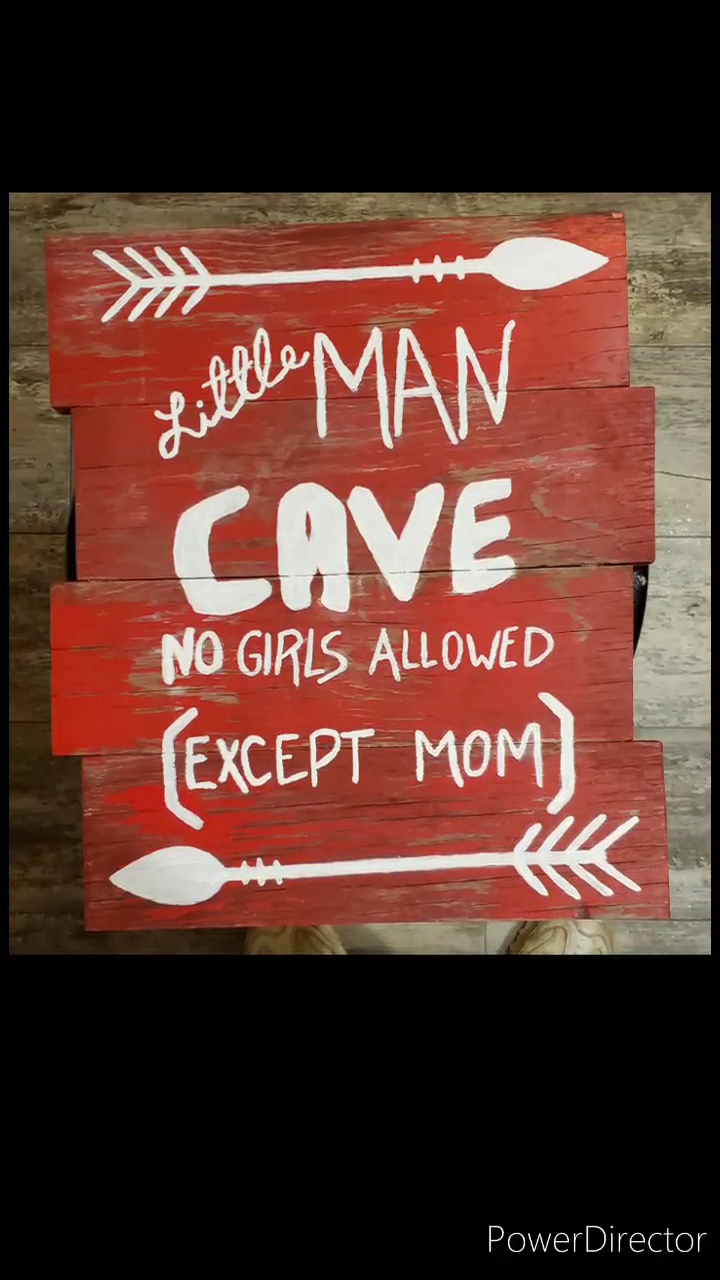 Little MAN
CAVE
NO GIRLS ALLOWED
(EXCEPT MOM)
PowerDirector